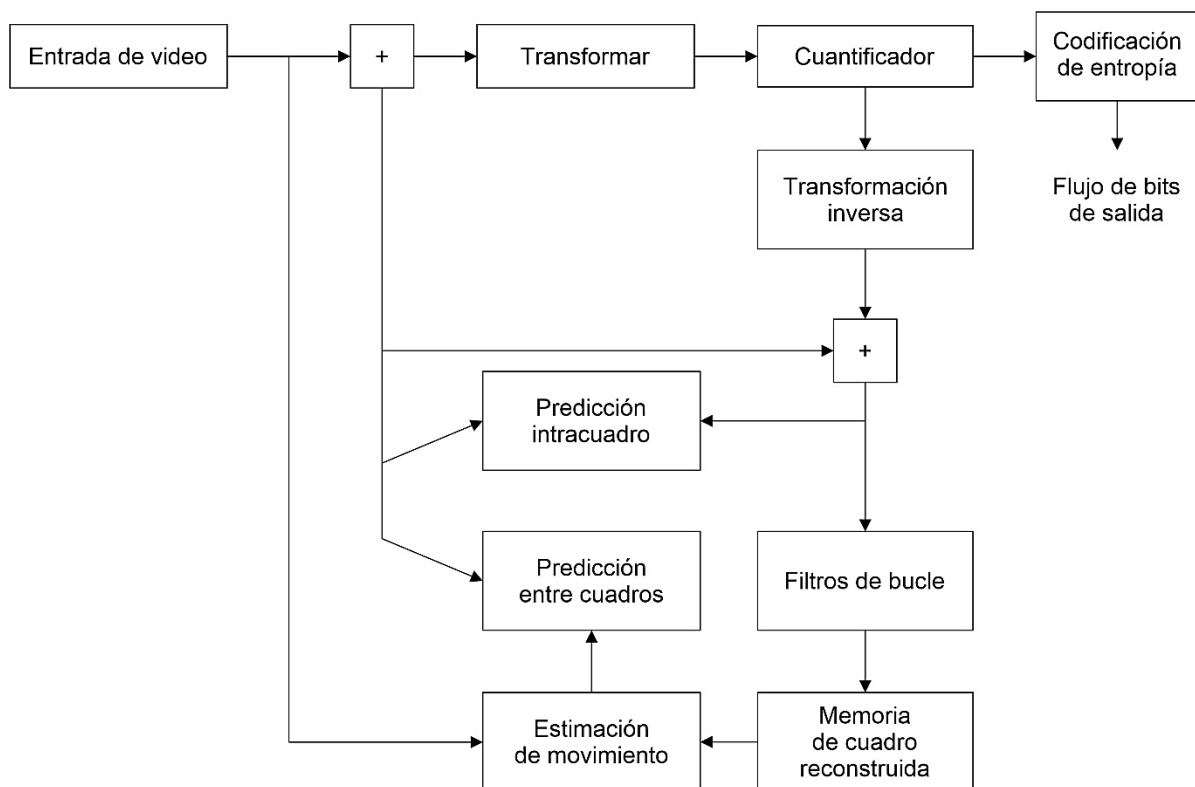 Entrada de video
+
Transformar
Cuantificador
Codificación
de entropía
Transformación
inversa
Flujo de bits
de salida
+
Predicción
intracuadro
Predicción
entre cuadros
Filtros de bucle
Estimación
de movimiento
Memoria
de cuadro
reconstruida